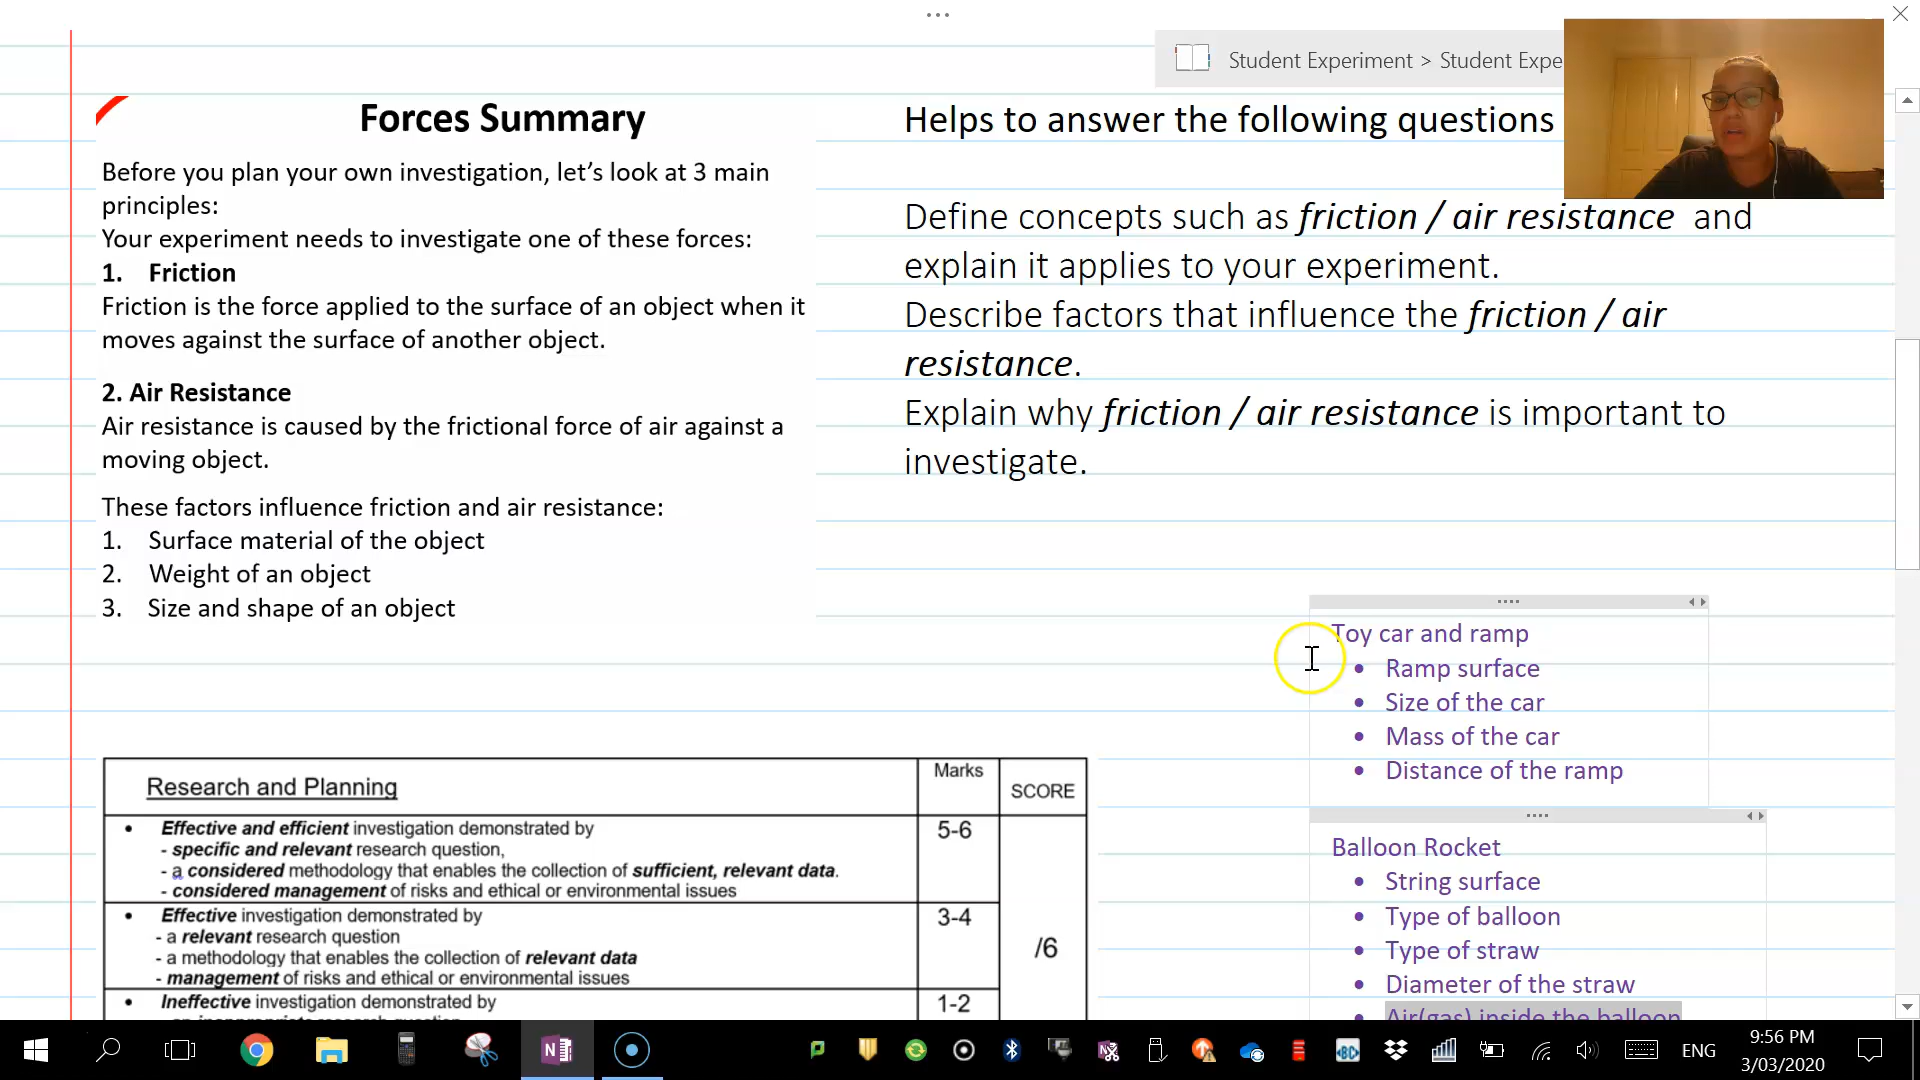 Student Experiment > Student Expe
Forces Summary
Before you plan your own investigation, let’s look at 3 main
principles:
Your experiment needs to investigate one of these forces:
1. Friction
Friction is the force applied to the surface of an object when it
moves against the surface of another object.
2. Air Resistance
Air resistance is caused by the frictional force of air against a
moving object.
These factors influence friction and air resistance:
1. Surface material of the object
2. Weight of an object
3. Size and shape of an object
Helps to answer the following questions
Define concepts such as friction / air resistance and
explain it applies to your experiment.
Describe factors that influence the friction / air
resistance.
Explain why friction / air resistance is important to
investigate.
Toy car and ramp
• Ramp surface
• Size of the car
• Mass of the car
• Distance of the ramp
Balloon Rocket
• String surface
• Type of balloon
• Type of straw
• Diameter of the straw
• Air(gas) inside the balloon
Research and Planning
Marks
SCORE
• Effective and efficient investigation demonstrated by
- specific and relevant research question,
- a considered methodology that enables the collection of sufficient, relevant data.
- considered management of risks and ethical or environmental issues
5-6
• Effective investigation demonstrated by
- a relevant research question
- a methodology that enables the collection of relevant data
- management of risks and ethical or environmental issues
3-4
/6
• Ineffective investigation demonstrated by
1-2
ENG
9:56 PM
3/03/2020